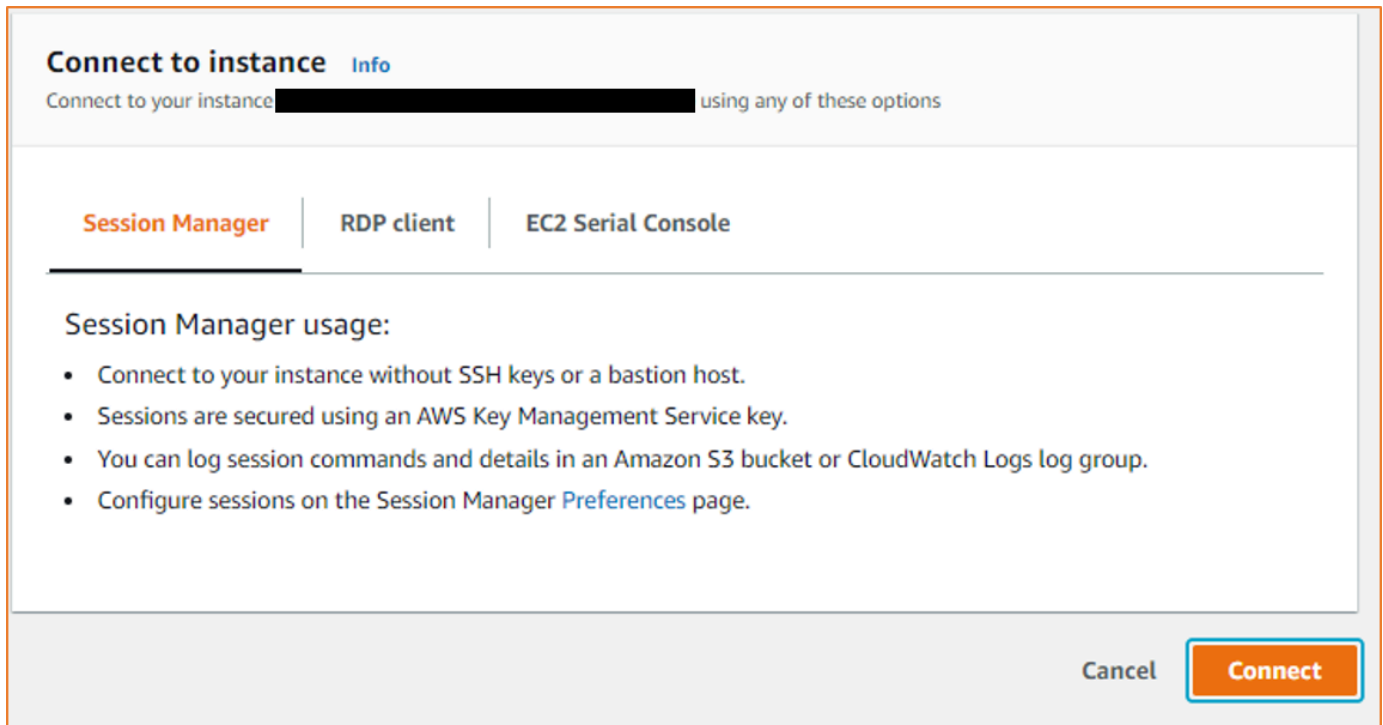 Connect to instance Info
Connect to your instance using any of these options
Session Manager RDP client EC2 Serial Console
Session Manager usage:
• Connect to your instance without SSH keys or a bastion host.
• Sessions are secured using an AWS Key Management Service key.
• You can log session commands and details in an Amazon S3 bucket or CloudWatch Logs log group.
• Configure sessions on the Session Manager Preferences page.
Cancel Connect